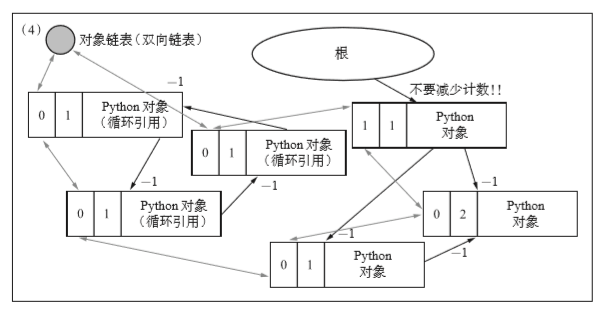 (4)
对象链表(双向链表)
根
-1
不要减少计数!!
0 1 Python 对象
(循环引用)
1 1 Python
对象
0 1 Python 对象
(循环引用)
-1
-1
-1
0 1 Python 对象
(循环引用)
0 2 Python
对象
-1
-1
0 1 Python
对象